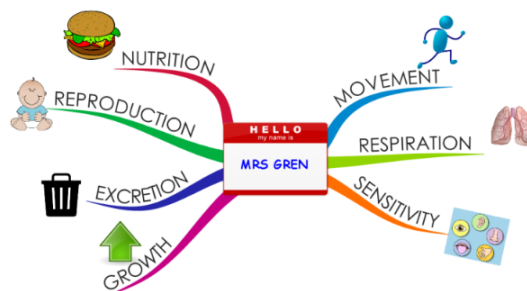 HELLO
my name is
MRS GREN
MOVEMENT
RESPIRATION
SENSITIVITY
GROWTH
EXCRETION
REPRODUCTION
NUTRITION